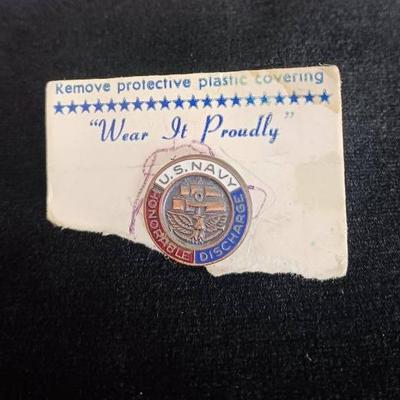 Remove protective plastic covering
"Wear It Proudly"
U.S. NAVY
HONORABLE DISCHARGE